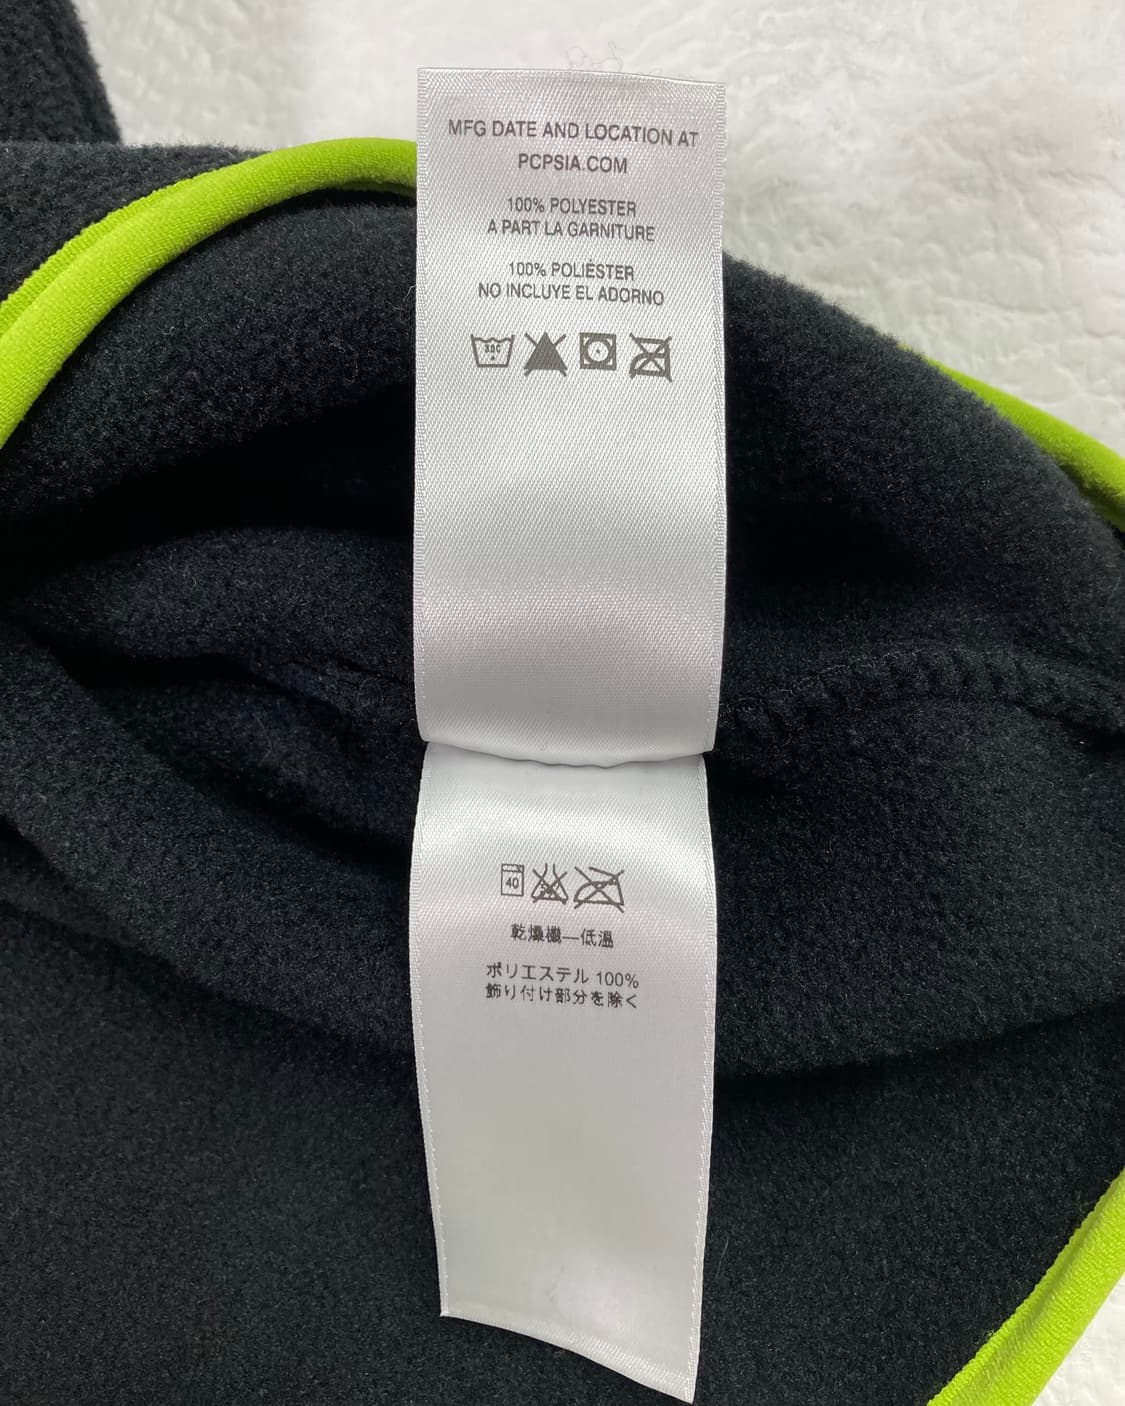 MFG DATE AND LOCATION AT
PCPSIA.COM
100% POLYESTER
A PART LA GARNITURE
100% POLIÉSTER
NO INCLUYE EL ADORNO
40
乾燥機—低温
ポリエステル 100%
飾り付け部分を除く